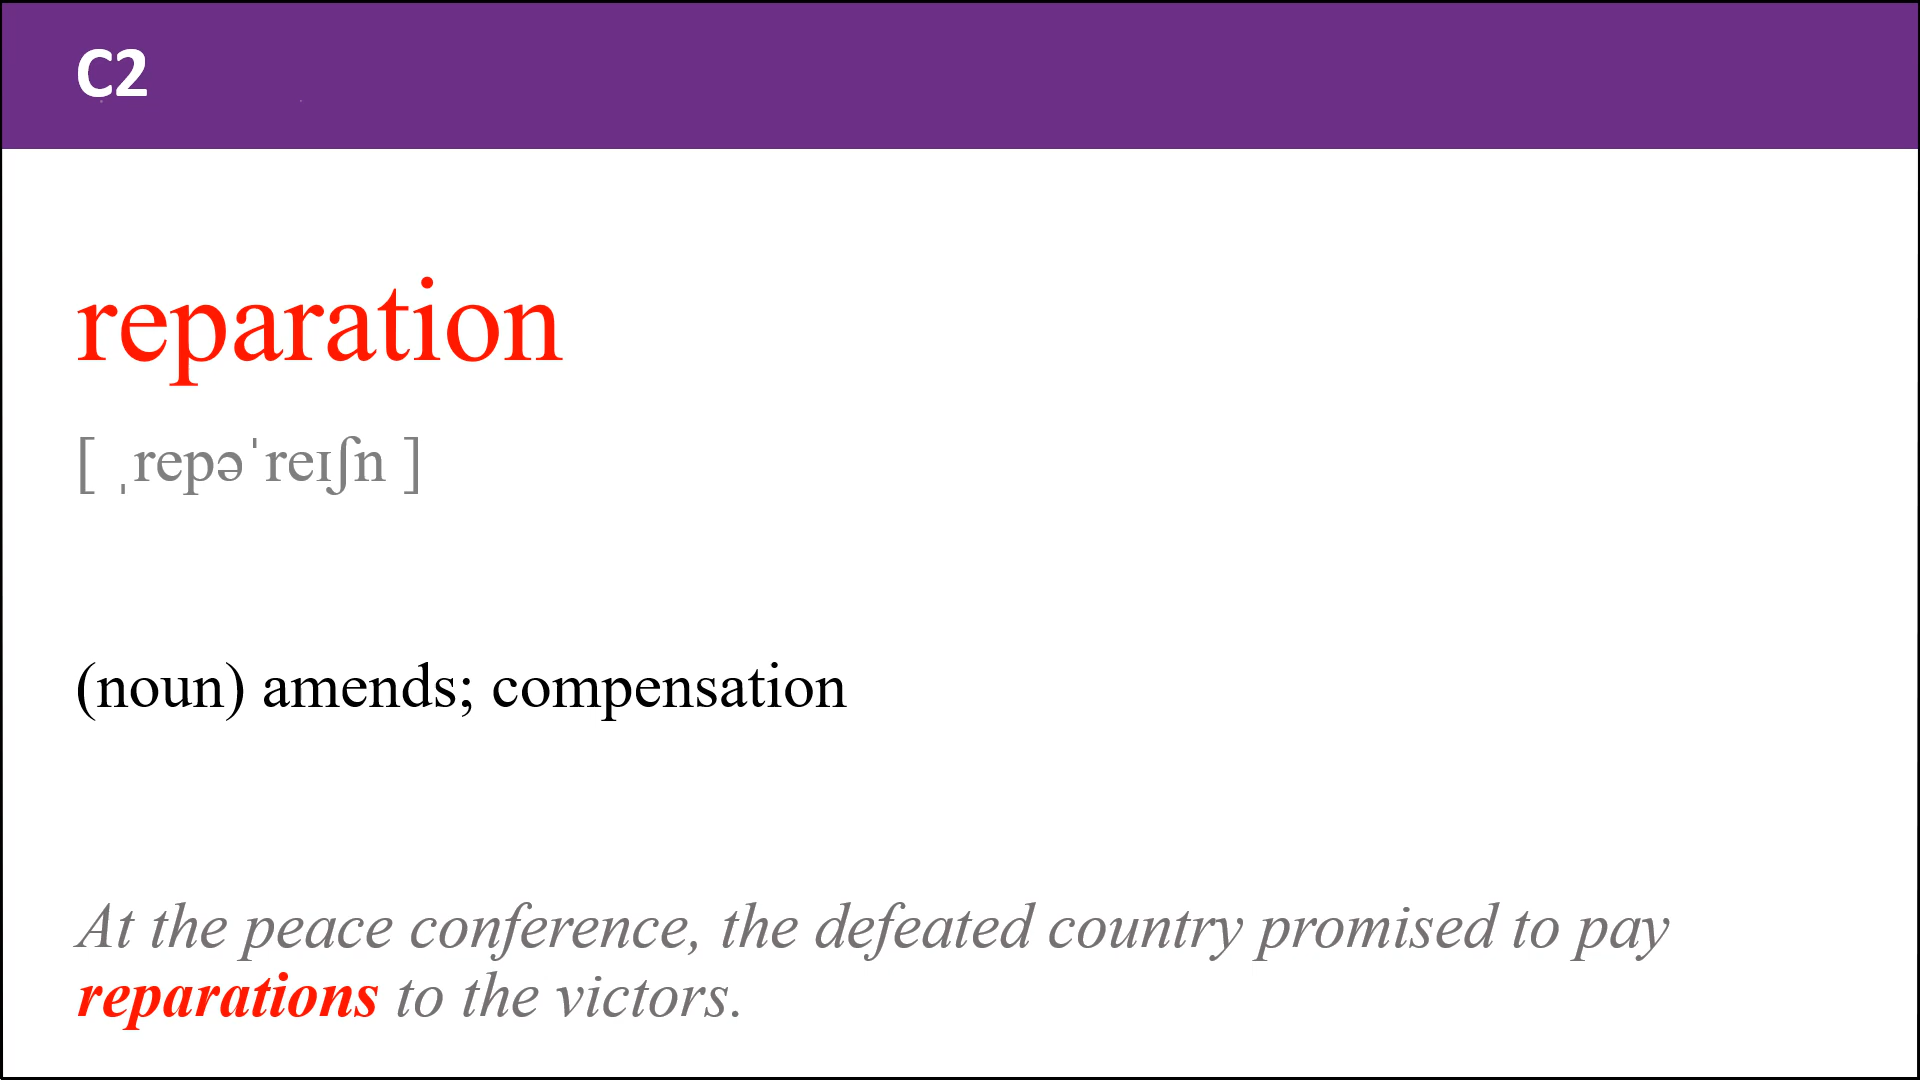 C2
reparation
[ ˌrepəˈreɪʃn ]
(noun) amends; compensation
At the peace conference, the defeated country promised to pay
reparations to the victors.